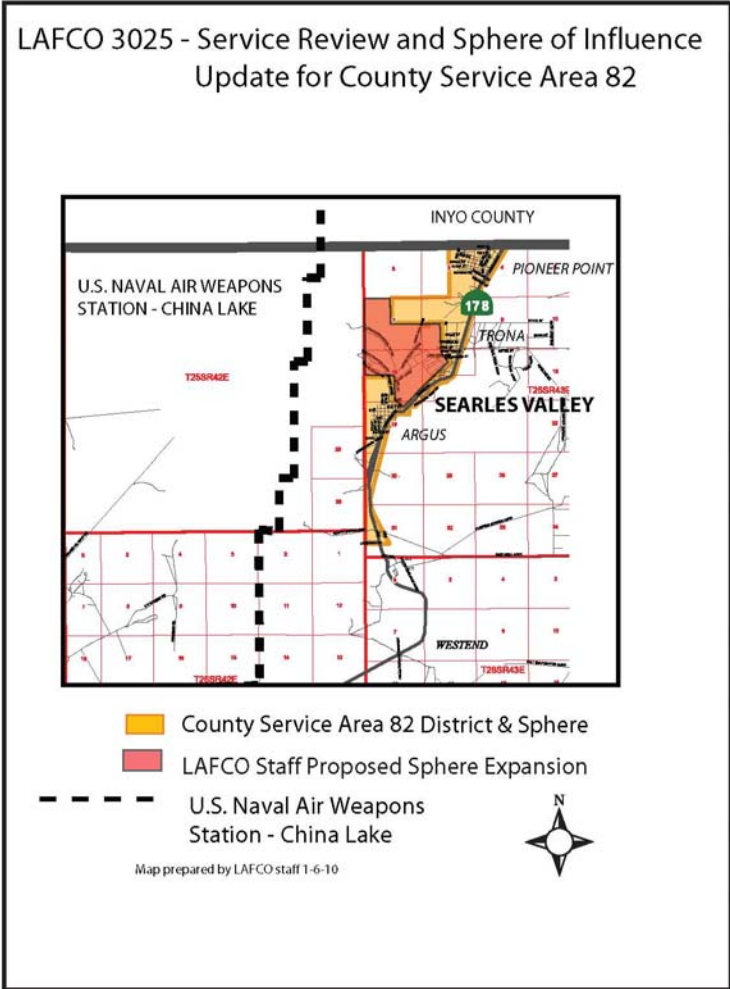 LAFCO 3025 - Service Review and Sphere of Influence
Update for County Service Area 82
INYO COUNTY
U.S. NAVAL AIR WEAPONS
STATION - CHINA LAKE
PIONEER POINT
178
TRONA
T25SR42E
T25SR43E
SEARLES VALLEY
ARGUS
WESTEND
T26SR43E
T26SR42E
County Service Area 82 District & Sphere
LAFCO Staff Proposed Sphere Expansion
U.S. Naval Air Weapons
Station - China Lake
N
Map prepared by LAFCO staff 1-6-10